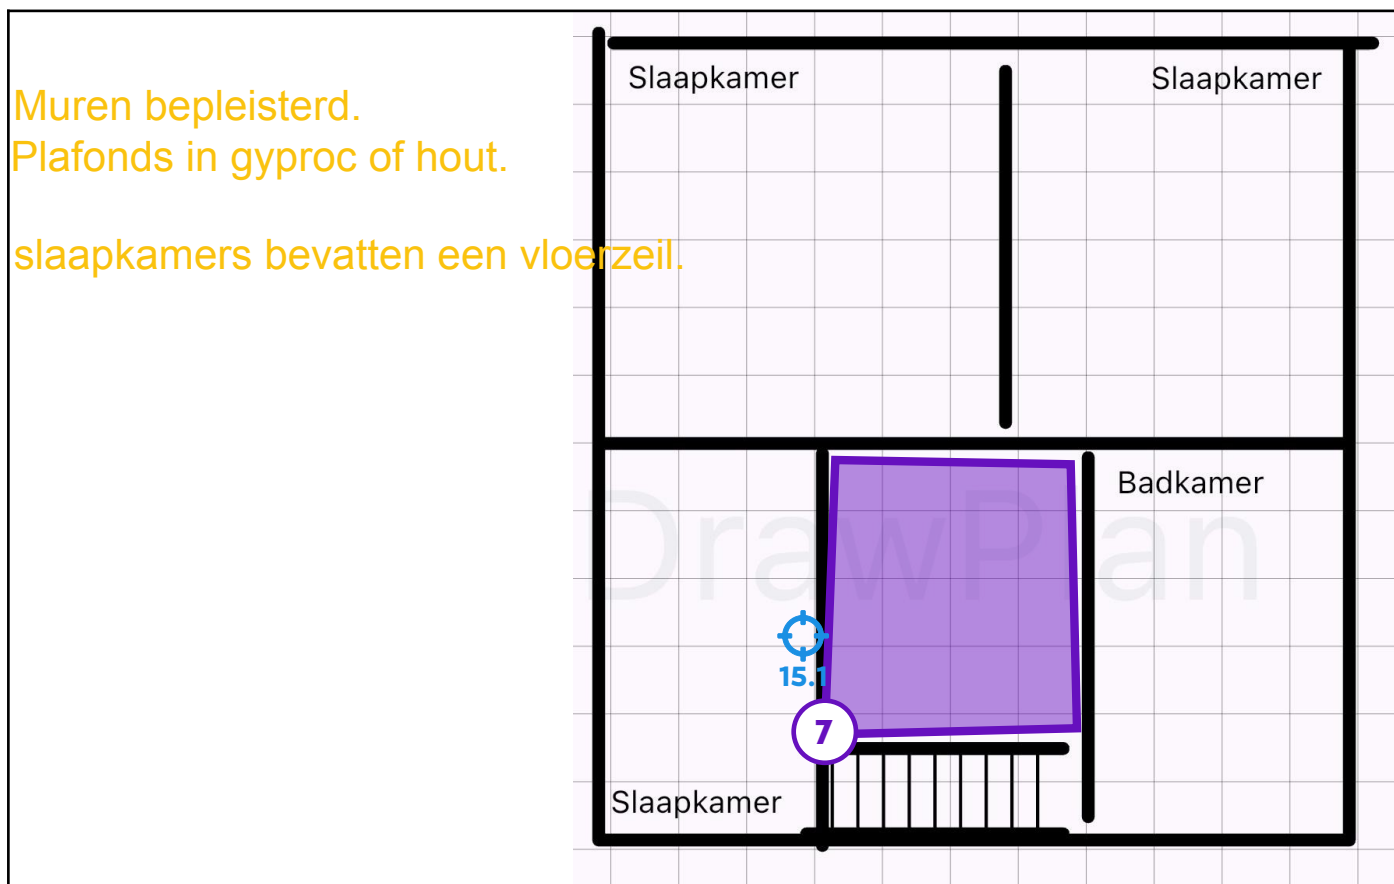 Slaapkamer
Slaapkamer
Muren bepleisterd.
Plafonds in gyproc of hout.
slaapkamers bevatten een vloerzeil.
Badkamer
DrawPlan
15.1
7
Slaapkamer